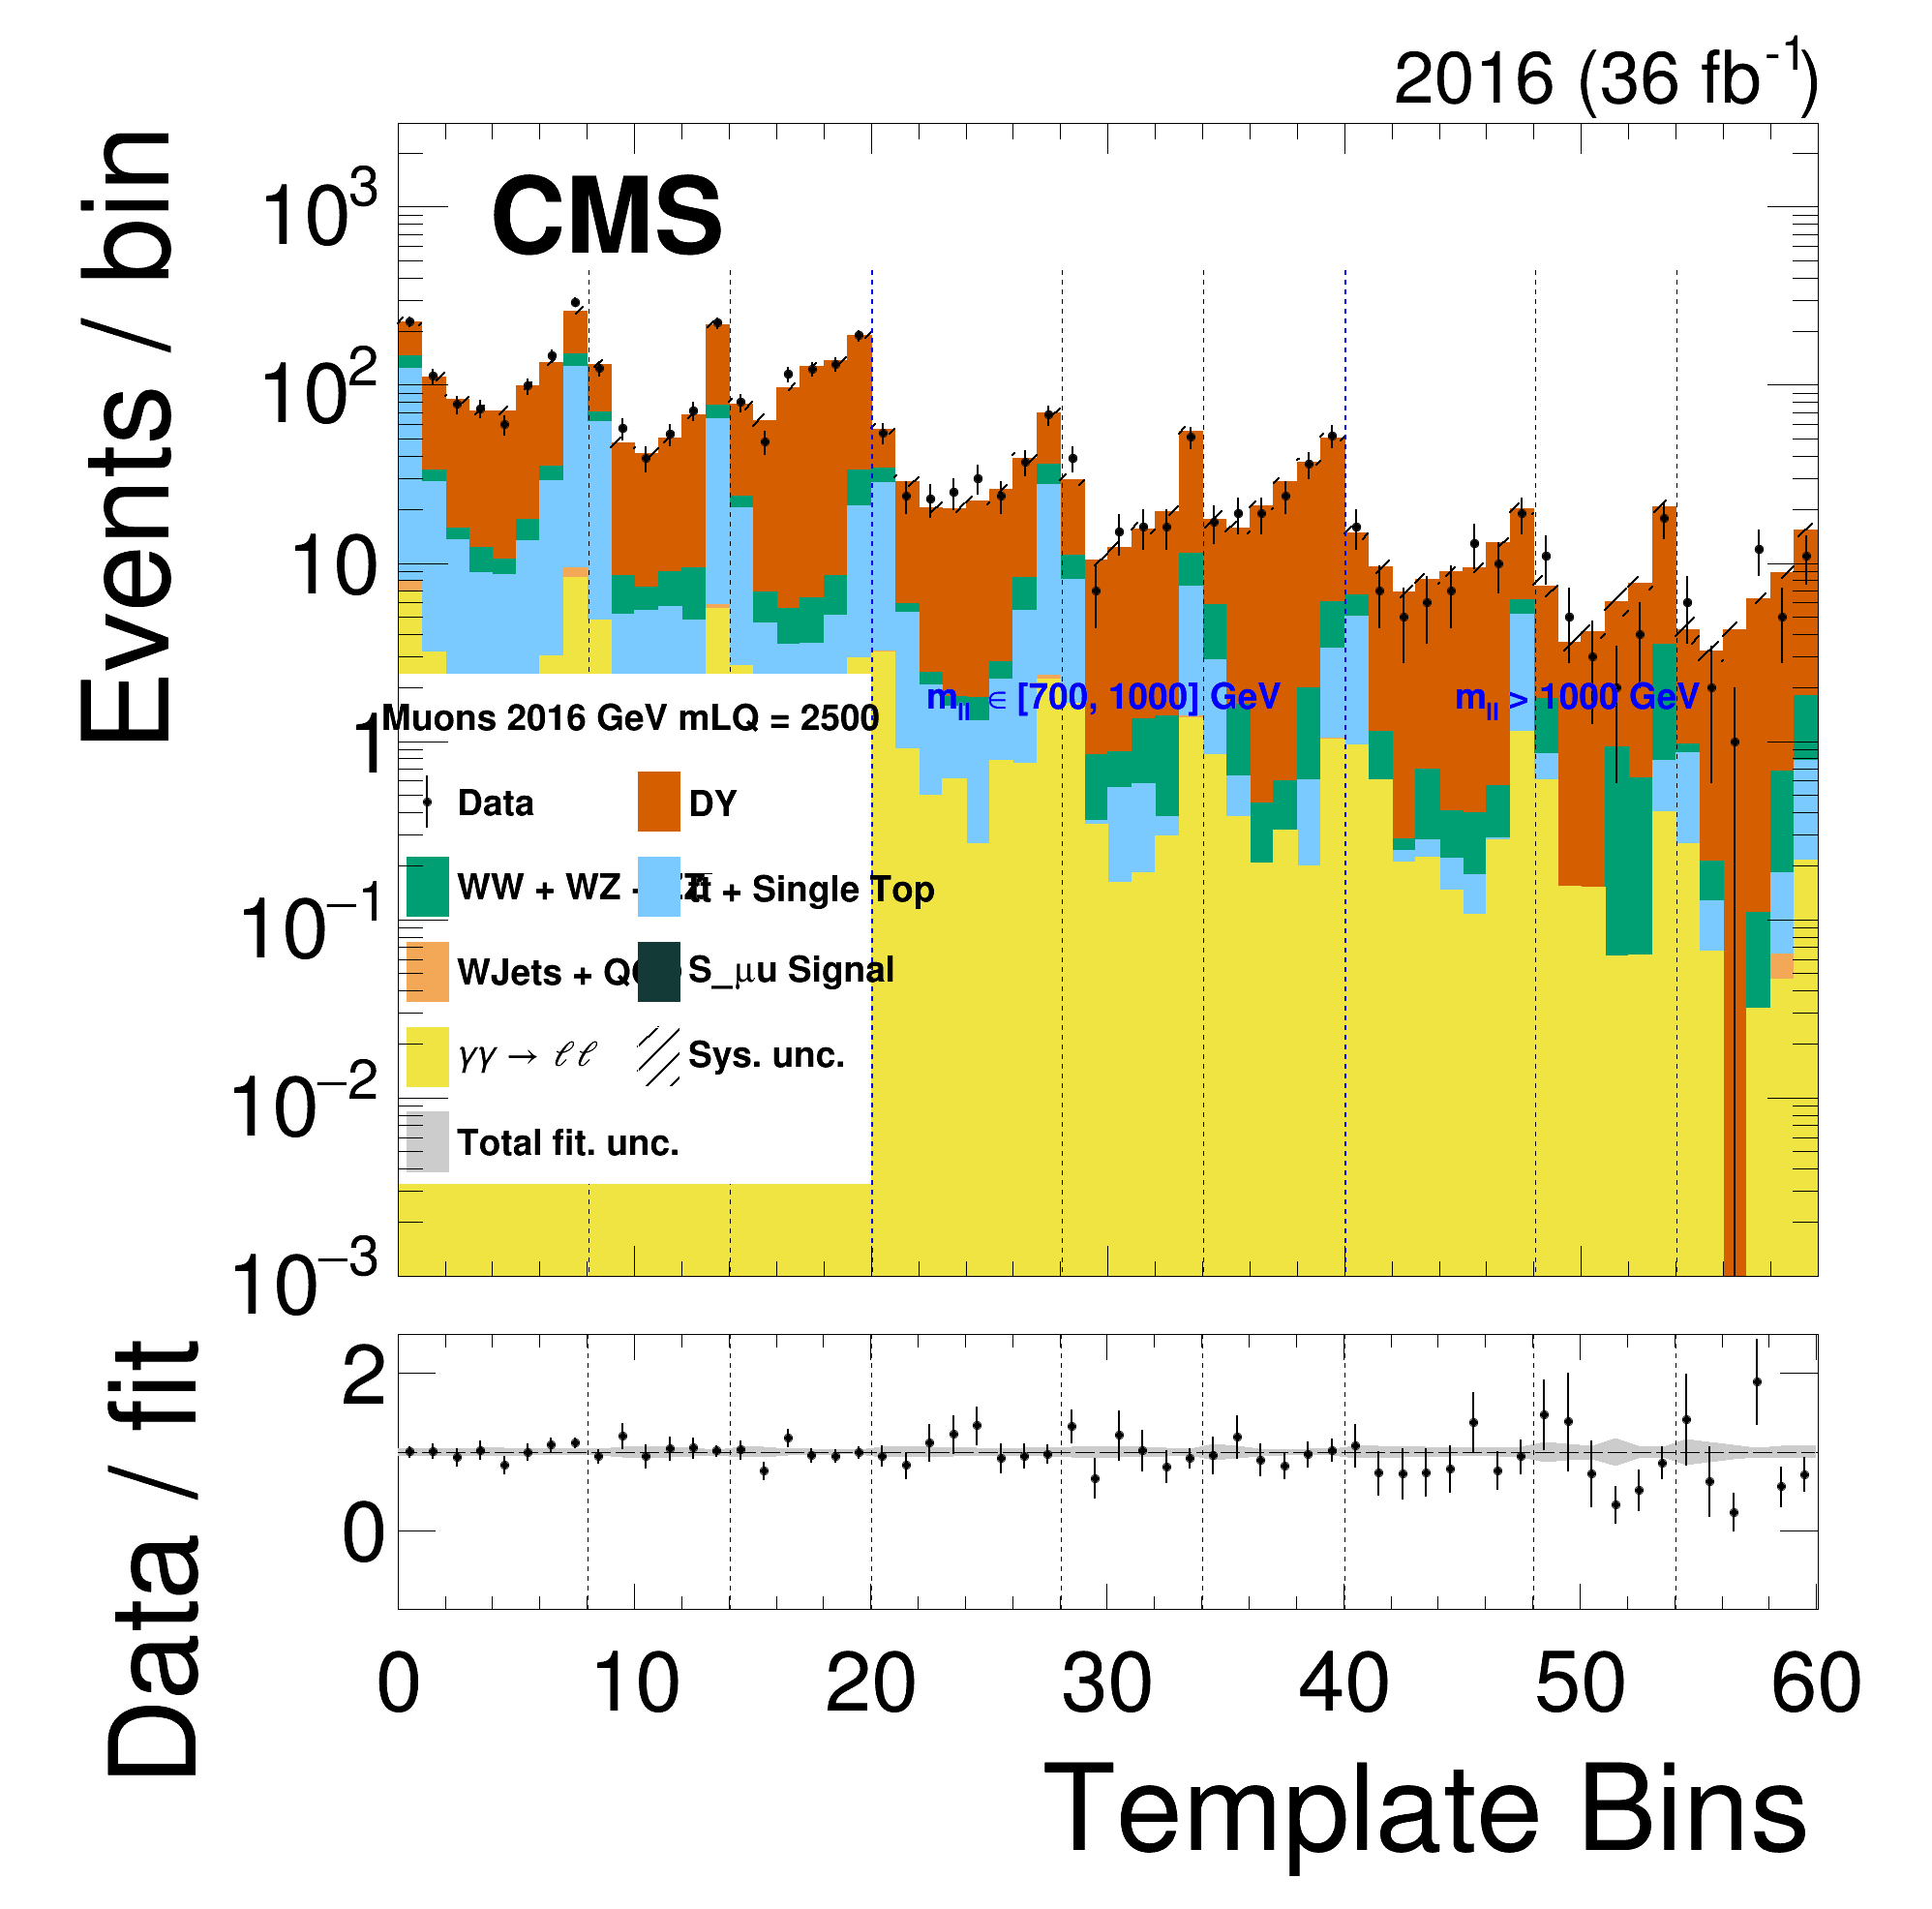 2016 (36 fb⁻¹)
CMS
Events / bin
10³
10²
10
1
10⁻¹
10⁻²
10⁻³
m_ll ∈ [700, 1000] GeV
m_ll > 1000 GeV
Muons 2016 GeV mLQ = 2500
Data
DY
WW + WZ
tt̅ + Single Top
WJets +
S_μu Signal
γγ → ℓℓ
Sys. unc.
Total fit. unc.
Data / fit
2
0
0 10 20 30 40 50 60
Template Bins